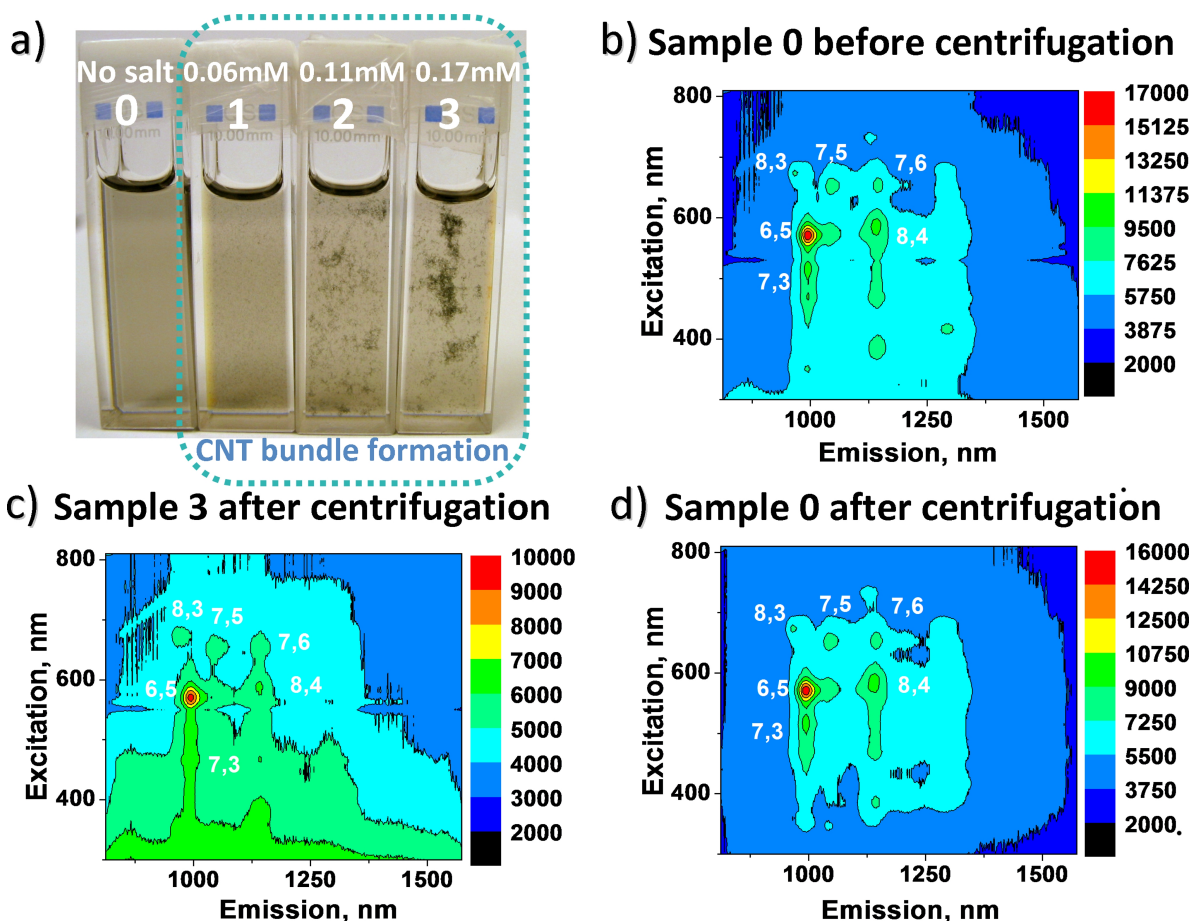 a)
No salt 0.06mM 0.11mM 0.17mM
0 1 2 3
10.00mm 10.00mm 10.00mm
CNT bundle formation
b) Sample 0 before centrifugation
800
600
400
Excitation, nm
8,3 7,5 7,6
6,5 8,4
7,3
1000 1250 1500
Emission, nm
17000
15125
13250
11375
9500
7625
5750
3875
2000
c) Sample 3 after centrifugation
800
600
400
Excitation, nm
8,3 7,5
7,6
6,5 8,4
7,3
1000 1250 1500
Emission, nm
10000
9000
8000
7000
6000
5000
4000
3000
2000
d) Sample 0 after centrifugation
800
600
400
Excitation, nm
8,3 7,5 7,6
6,5 8,4
7,3
1000 1250 1500
Emission, nm
16000
14250
12500
10750
9000
7250
5500
3750
2000.